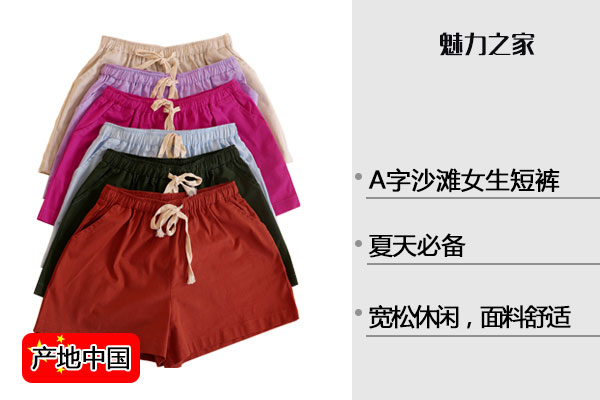 魅力之家
A字沙滩女生短裤
夏天必备
宽松休闲，面料舒适
产地中国